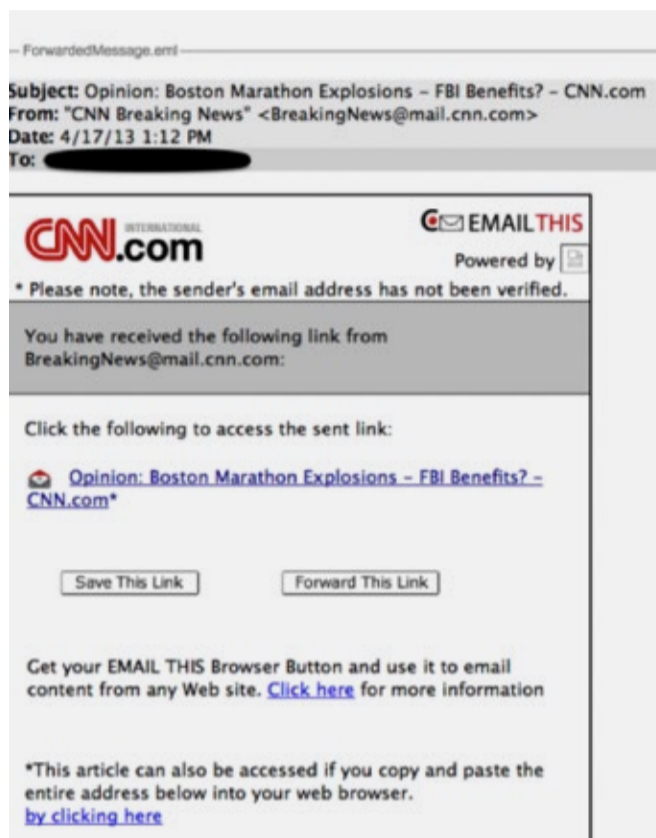 ForwardedMessage.eml
Subject: Opinion: Boston Marathon Explosions – FBI Benefits? – CNN.com
From: "CNN Breaking News" <BreakingNews@mail.cnn.com>
Date: 4/17/13 1:12 PM
To:
CNN INTERNATIONAL .com
EMAIL THIS
Powered by
* Please note, the sender's email address has not been verified.
You have received the following link from
BreakingNews@mail.cnn.com:
Click the following to access the sent link:
Opinion: Boston Marathon Explosions – FBI Benefits? –
CNN.com*
Save This Link Forward This Link
Get your EMAIL THIS Browser Button and use it to email
content from any Web site. Click here for more information
*This article can also be accessed if you copy and paste the
entire address below into your web browser.
by clicking here